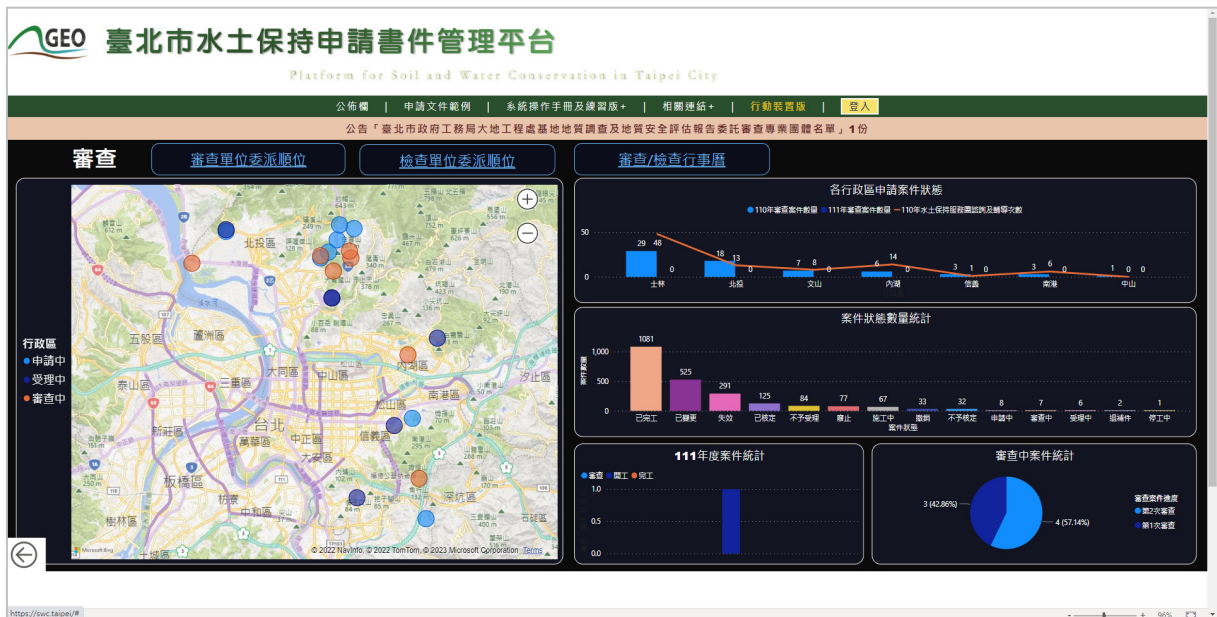 GEO 臺北市水土保持申請書件管理平台
Platform for Soil and Water Conservation in Taipei City
公佈欄 | 申請文件範例 | 系統操作手冊及練習版+ | 相關連結+ | 行動裝置版 | 登入
公告「臺北市政府工務局大地工程處基地地質調查及地質安全評估報告委託審查專業團體名單」1份
審查 審查單位委派順位 檢查單位委派順位 審查/檢查行事曆
行政區
申請中
受理中
審查中
北投區
五股區
蘆洲區
泰山區
三重區
大同區
中山區
內湖區
汐止區
南港區
松山區
新莊區
台北
萬華區
中正區
信義區
大安區
板橋區
中和區
深坑區
樹林區
石碇區
土城區
Microsoft Bing
© 2022 NavInfo, © 2022 TomTom, © 2023 Microsoft Corporation Terms
各行政區申請案件狀態
110年審查案件數量 111年審查案件數量 110年水土保持服務團諮詢及輔導次數
50
0
29 48 0 18 13 0 7 8 0 6 14 0 3 1 0 3 6 0 1 0 0
士林 北投 文山 內湖 信義 南港 中山
案件狀態數量統計
案件數量
1,000
500
0
1081 525 291 125 84 77 67 33 32 8 7 6 2 1
已完工 已變更 失效 已核定 不予受理 廢止 施工中 撤銷 不予核定 申請中 審查中 受理中 退補件 停工中
案件狀態
111年度案件統計
審查 開工 完工
1.0
0.5
0.0
審查中案件統計
3 (42.86%)
4 (57.14%)
審查案件進度
第2次審查
第1次審查
https://swc.taipei/#
96%